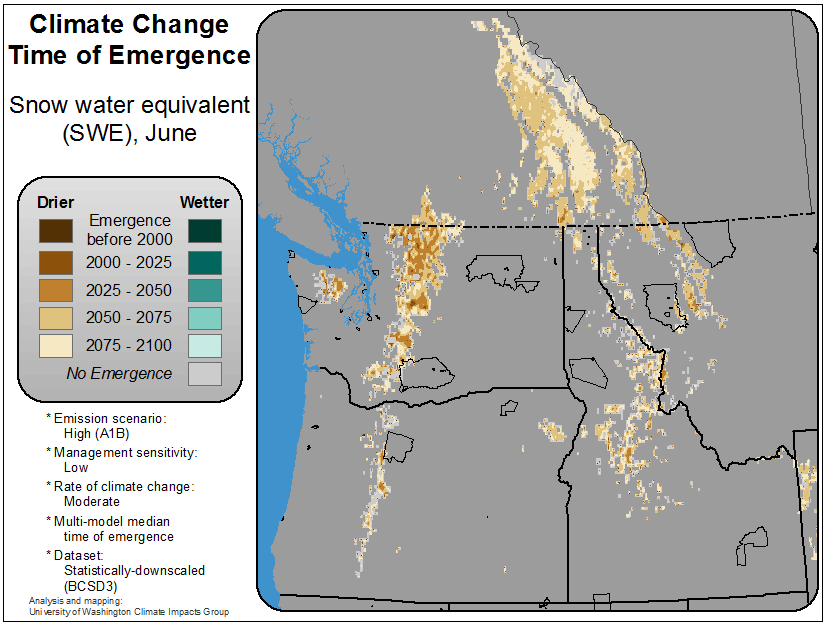 Climate Change
Time of Emergence
Snow water equivalent
(SWE), June
Drier
Wetter
Emergence
before 2000
2000 - 2025
2025 - 2050
2050 - 2075
2075 - 2100
No Emergence
* Emission scenario:
High (A1B)
* Management sensitivity:
Low
* Rate of climate change:
Moderate
* Multi-model median
time of emergence
* Dataset:
Statistically-downscaled
(BCSD3)
Analysis and mapping:
University of Washington Climate Impacts Group